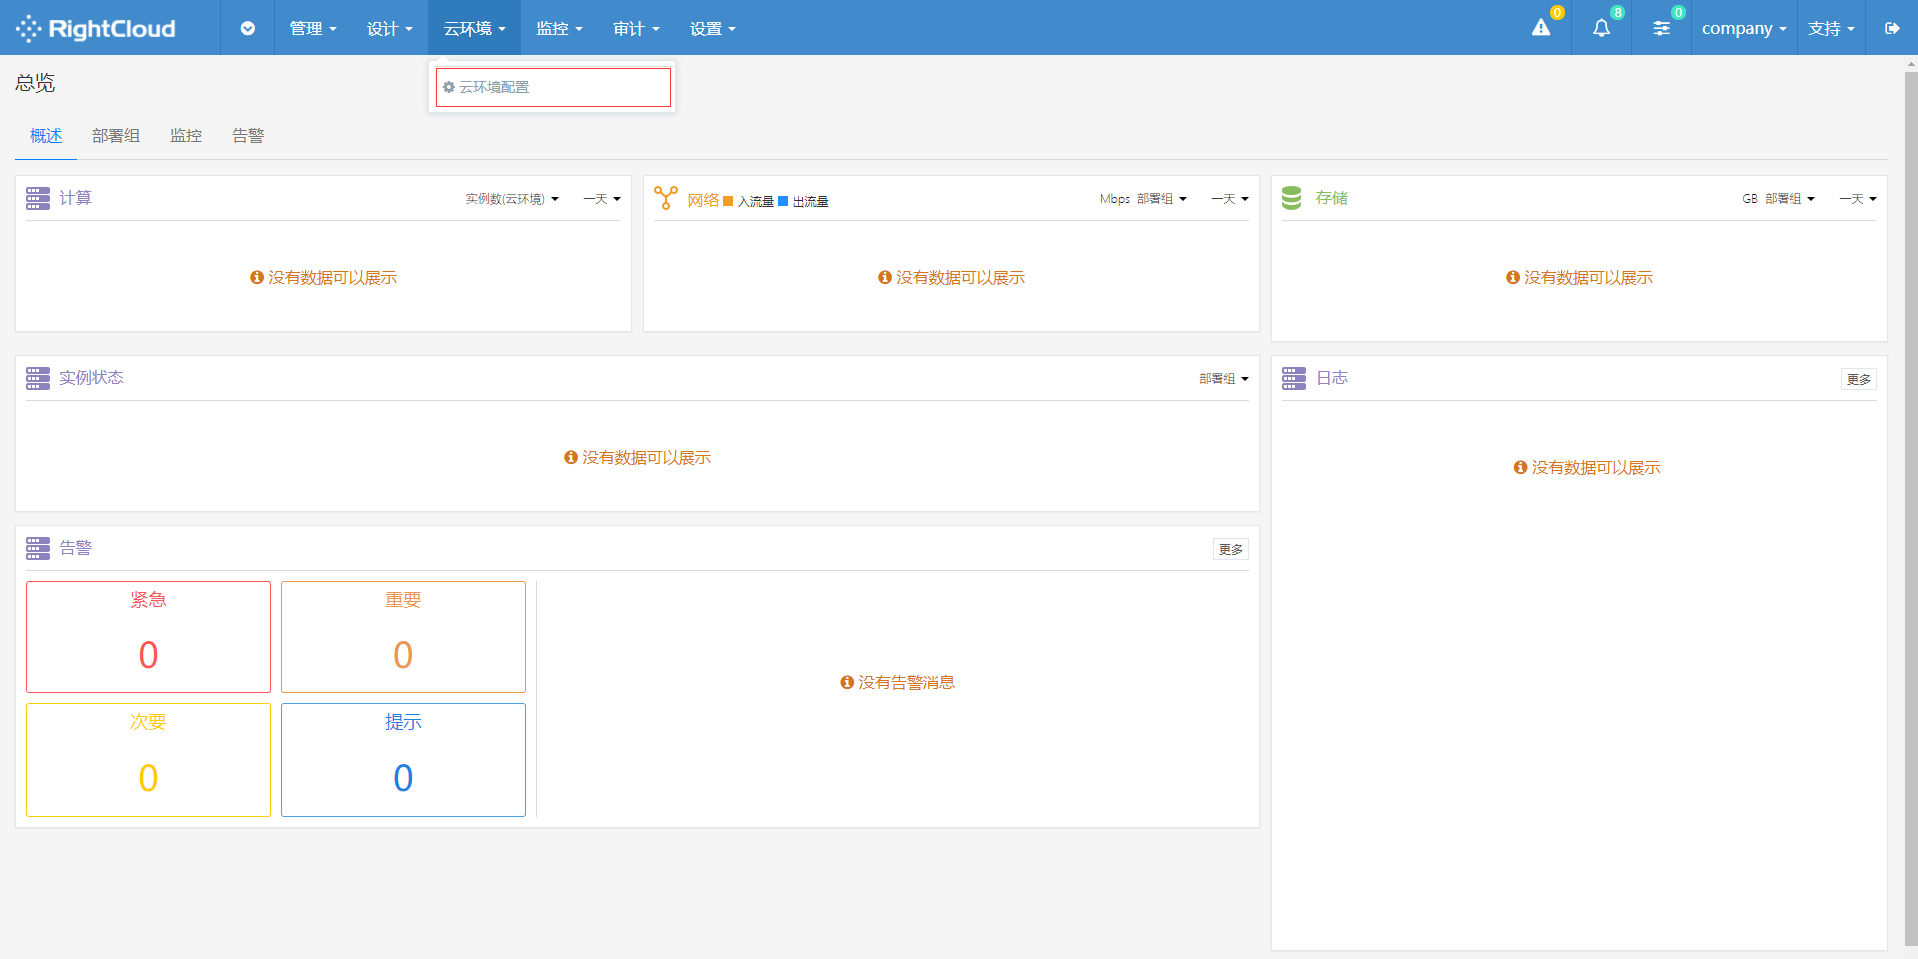 RightCloud 管理 设计 云环境 监控 审计 设置 0 8 0 company 支持
云环境配置
总览
概述 部署组 监控 告警
计算 实例数(云环境) 一天
网络 入流量 出流量 Mbps 部署组 一天
存储 GB 部署组 一天
没有数据可以展示
没有数据可以展示
没有数据可以展示
实例状态 部署组
没有数据可以展示
日志 更多
没有数据可以展示
告警 更多
紧急
0
重要
0
次要
0
提示
0
没有告警消息